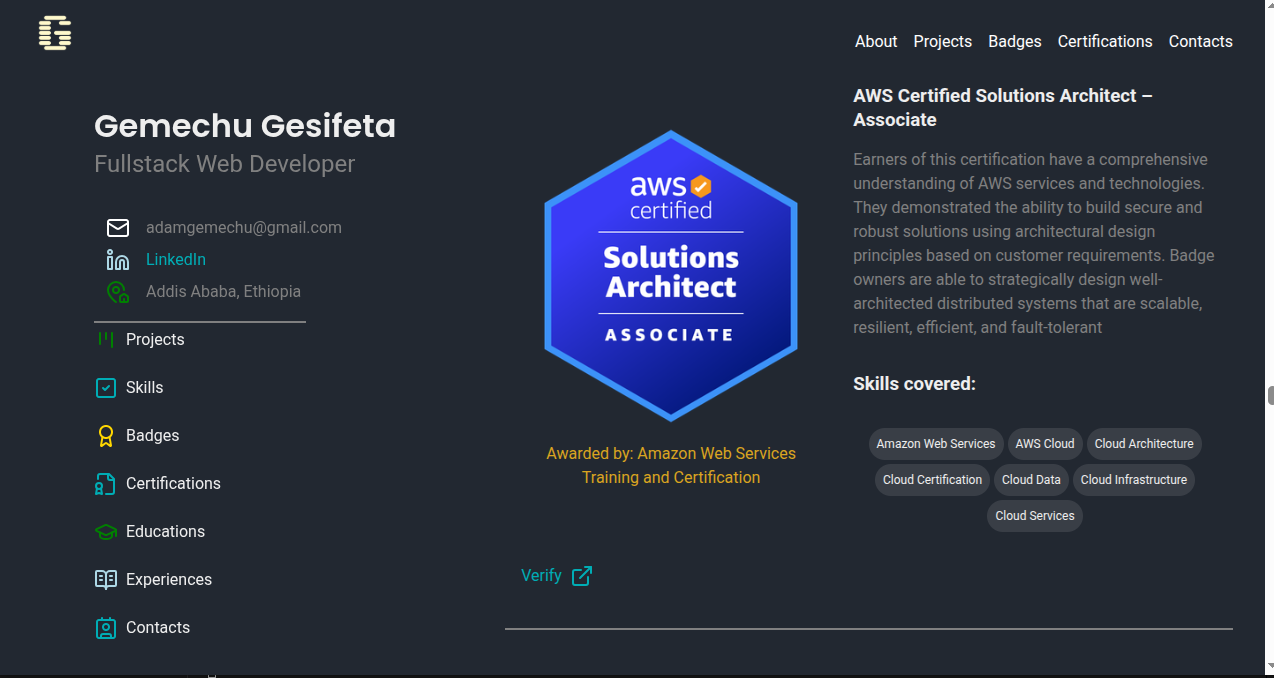 G
About Projects Badges Certifications Contacts
Gemechu Gesifeta
Fullstack Web Developer
adamgemechu@gmail.com
LinkedIn
Addis Ababa, Ethiopia
Projects
Skills
Badges
Certifications
Educations
Experiences
Contacts
aws
certified
Solutions
Architect
ASSOCIATE
Awarded by: Amazon Web Services
Training and Certification
Verify
AWS Certified Solutions Architect –
Associate
Earners of this certification have a comprehensive
understanding of AWS services and technologies.
They demonstrated the ability to build secure and
robust solutions using architectural design
principles based on customer requirements. Badge
owners are able to strategically design well-
architected distributed systems that are scalable,
resilient, efficient, and fault-tolerant
Skills covered:
Amazon Web Services AWS Cloud Cloud Architecture
Cloud Certification Cloud Data Cloud Infrastructure
Cloud Services